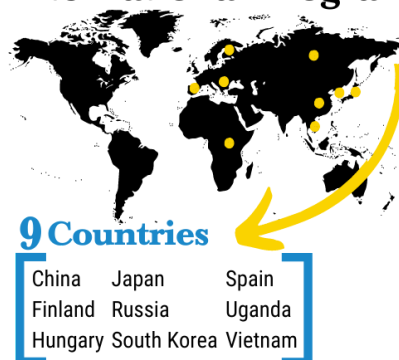 9 Countries
China Japan Spain
Finland Russia Uganda
Hungary South Korea Vietnam